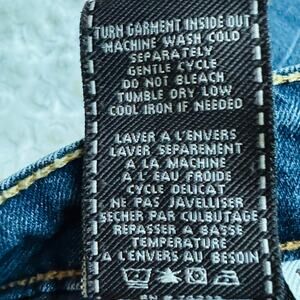 TURN GARMENT INSIDE OUT
MACHINE WASH COLD
SEPARATELY
GENTLE CYCLE
DO NOT BLEACH
TUMBLE DRY LOW
COOL IRON IF NEEDED
LAVER A L'ENVERS
LAVER SEPAREMENT
A LA MACHINE
A L'EAU FROIDE
CYCLE DELICAT
NE PAS JAVELLISER
SECHER PAR CULBUTAGE
REPASSER A BASSE
TEMPERATURE
A L'ENVERS AU BESOIN